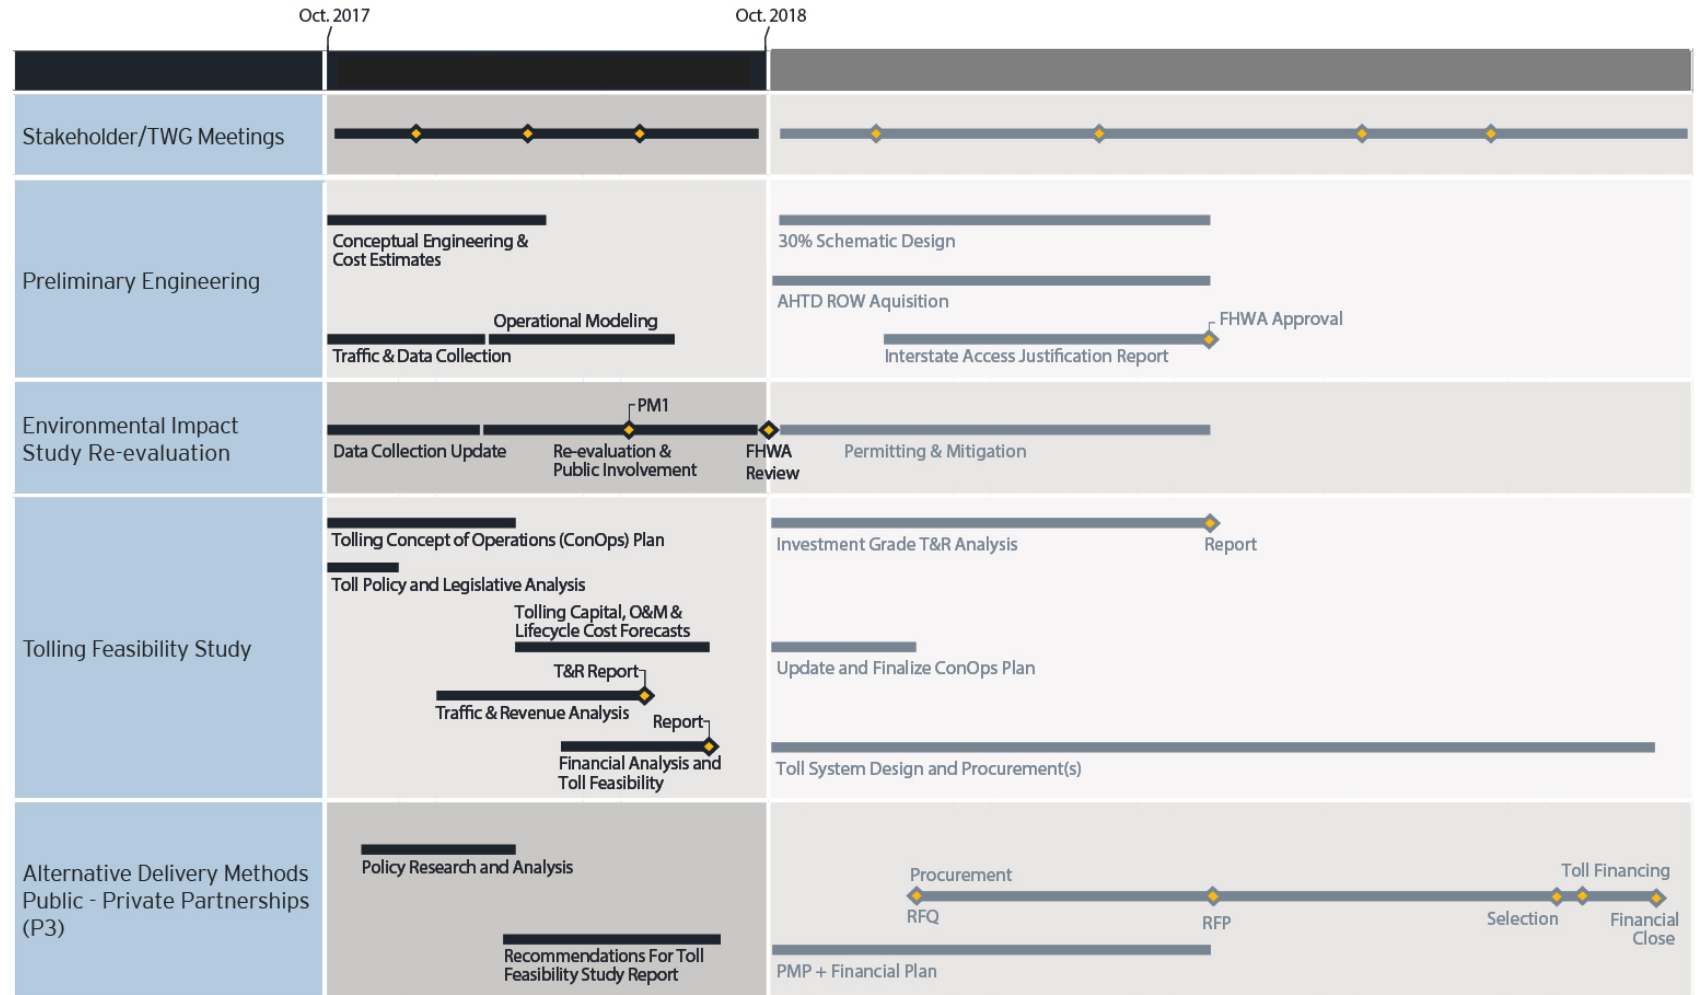 Oct. 2017
Oct. 2018
Stakeholder/TWG Meetings
Preliminary Engineering
Conceptual Engineering &
Cost Estimates
Operational Modeling
Traffic & Data Collection
30% Schematic Design
AHTD ROW Aquisition
FHWA Approval
Interstate Access Justification Report
Environmental Impact
Study Re-evaluation
PM1
Data Collection Update
Re-evaluation &
Public Involvement
FHWA
Review
Permitting & Mitigation
Tolling Feasibility Study
Tolling Concept of Operations (ConOps) Plan
Toll Policy and Legislative Analysis
Tolling Capital, O&M &
Lifecycle Cost Forecasts
T&R Report
Traffic & Revenue Analysis
Report
Financial Analysis and
Toll Feasibility
Investment Grade T&R Analysis
Report
Update and Finalize ConOps Plan
Toll System Design and Procurement(s)
Alternative Delivery Methods
Public - Private Partnerships
(P3)
Policy Research and Analysis
Recommendations For Toll
Feasibility Study Report
Procurement
RFQ
RFP
Selection
Toll Financing
Financial
Close
PMP + Financial Plan